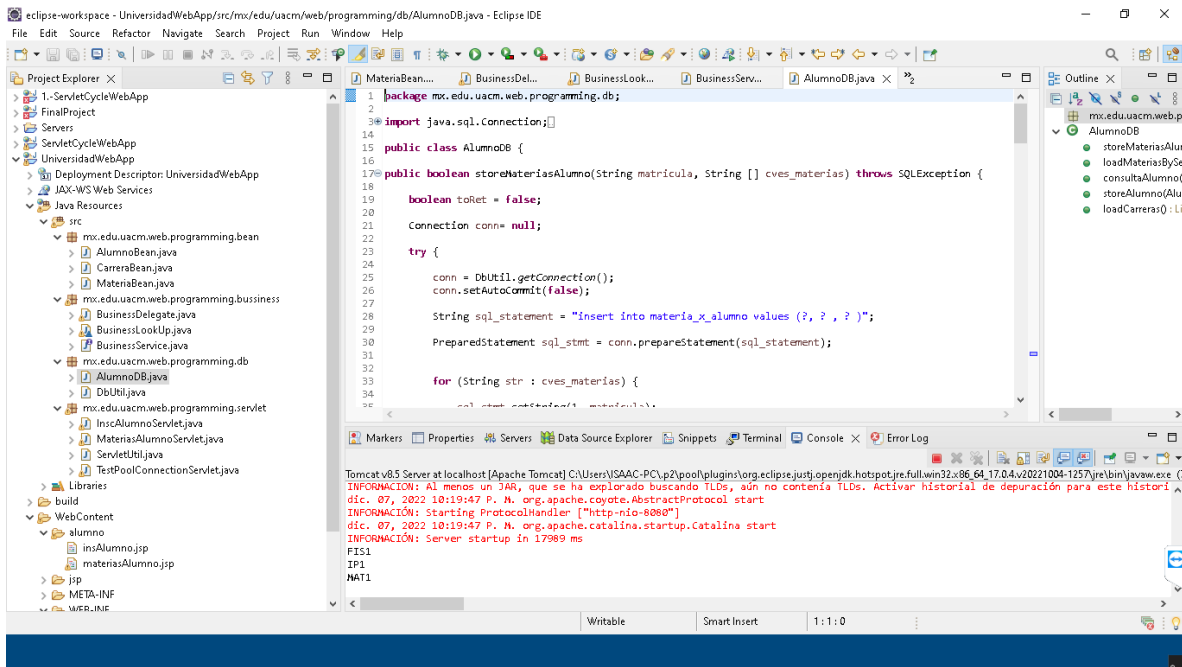 eclipse-workspace - UniversidadWebApp/src/mx/edu/uacm/web/programming/db/AlumnoDB.java - Eclipse IDE
File Edit Source Refactor Navigate Search Project Run Window Help
Project Explorer
1.-ServletCycleWebApp
FinalProject
Servers
ServletCycleWebApp
UniversidadWebApp
Deployment Descriptor: UniversidadWebApp
JAX-WS Web Services
Java Resources
src
mx.edu.uacm.web.programming.bean
AlumnoBean.java
CarreraBean.java
MateriaBean.java
mx.edu.uacm.web.programming.bussiness
BusinessDelegate.java
BusinessLookUp.java
BusinessService.java
mx.edu.uacm.web.programming.db
AlumnoDB.java
DbUtil.java
mx.edu.uacm.web.programming.servlet
InscAlumnoServlet.java
MateriasAlumnoServlet.java
ServletUtil.java
TestPoolConnectionServlet.java
Libraries
build
WebContent
alumno
insAlumno.jsp
materiasAlumno.jsp
jsp
META-INF
WEB-INF
MateriaBean.... BusinessDel... BusinessLook... BusinessServ... AlumnoDB.java
1 package mx.edu.uacm.web.programming.db;
2
3 import java.sql.Connection;
14
15 public class AlumnoDB {
16
17 public boolean storeMateriasAlumno(String matricula, String [] cves_materias) throws SQLException {
18
19 boolean toRet = false;
20
21 Connection conn= null;
22
23 try {
24
25 conn = DbUtil.getConnection();
26 conn.setAutoCommit(false);
27
28 String sql_statement = "insert into materia_x_alumno values (?, ? , ? )";
29
30 PreparedStatement sql_stmt = conn.prepareStatement(sql_statement);
31
32
33 for (String str : cves_materias) {
34
35 sql_stmt.setString(1, matricula);
Outline
mx.edu.uacm.web.p
AlumnoDB
storeMateriasAlur
loadMateriasBySe
consultaAlumno(
storeAlumno(Alu
loadCarreras() : Li
Markers Properties Servers Data Source Explorer Snippets Terminal Console Error Log
Tomcat v8.5 Server at localhost [Apache Tomcat] C:\Users\ISAAC-PC\.p2\pool\plugins\org.eclipse.justj.openjdk.hotspot.jre.full.win32.x86_64_17.0.4.v20221004-1257\jre\bin\javaw.exe (
INFORMACIÓN: Al menos un JAR, que se ha explorado buscando TLDs, aún no contenía TLDs. Activar historial de depuración para este histori
dic. 07, 2022 10:19:47 P. M. org.apache.coyote.AbstractProtocol start
INFORMACIÓN: Starting ProtocolHandler ["http-nio-8080"]
dic. 07, 2022 10:19:47 P. M. org.apache.catalina.startup.Catalina start
INFORMACIÓN: Server startup in 17989 ms
FIS1
IP1
MAT1
Writable Smart Insert 1 : 1 : 0